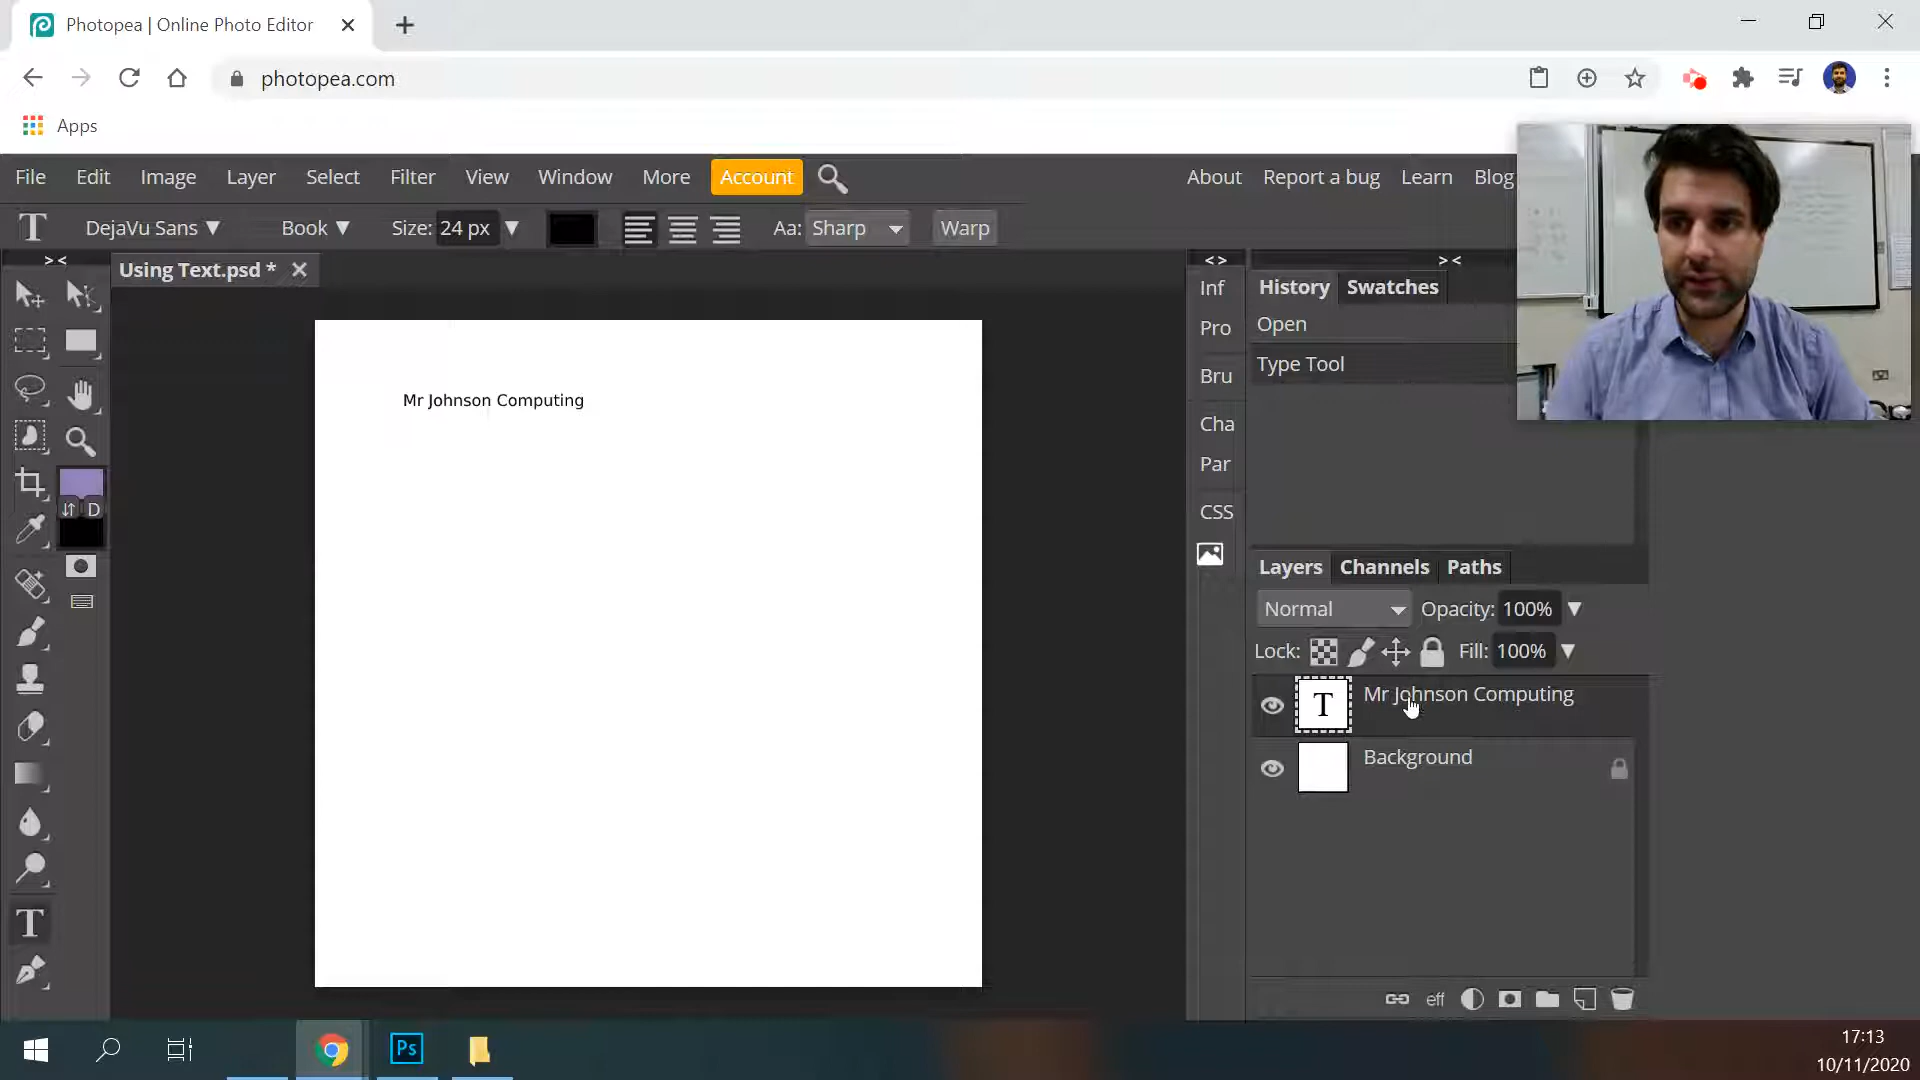 Photopea | Online Photo Editor
photopea.com
Apps
File Edit Image Layer Select Filter View Window More Account About Report a bug Learn Blog
T DejaVu Sans Book Size: 24 px Aa: Sharp Warp
> < < > > <
Using Text.psd *
Inf
History Swatches
Open
Pro
Type Tool
Bru
Mr Johnson Computing
Cha
Par
D
CSS
Layers Channels Paths
Normal Opacity: 100%
Lock: Fill: 100%
T Mr Johnson Computing
Background
T
eff
Ps
17:13
10/11/2020